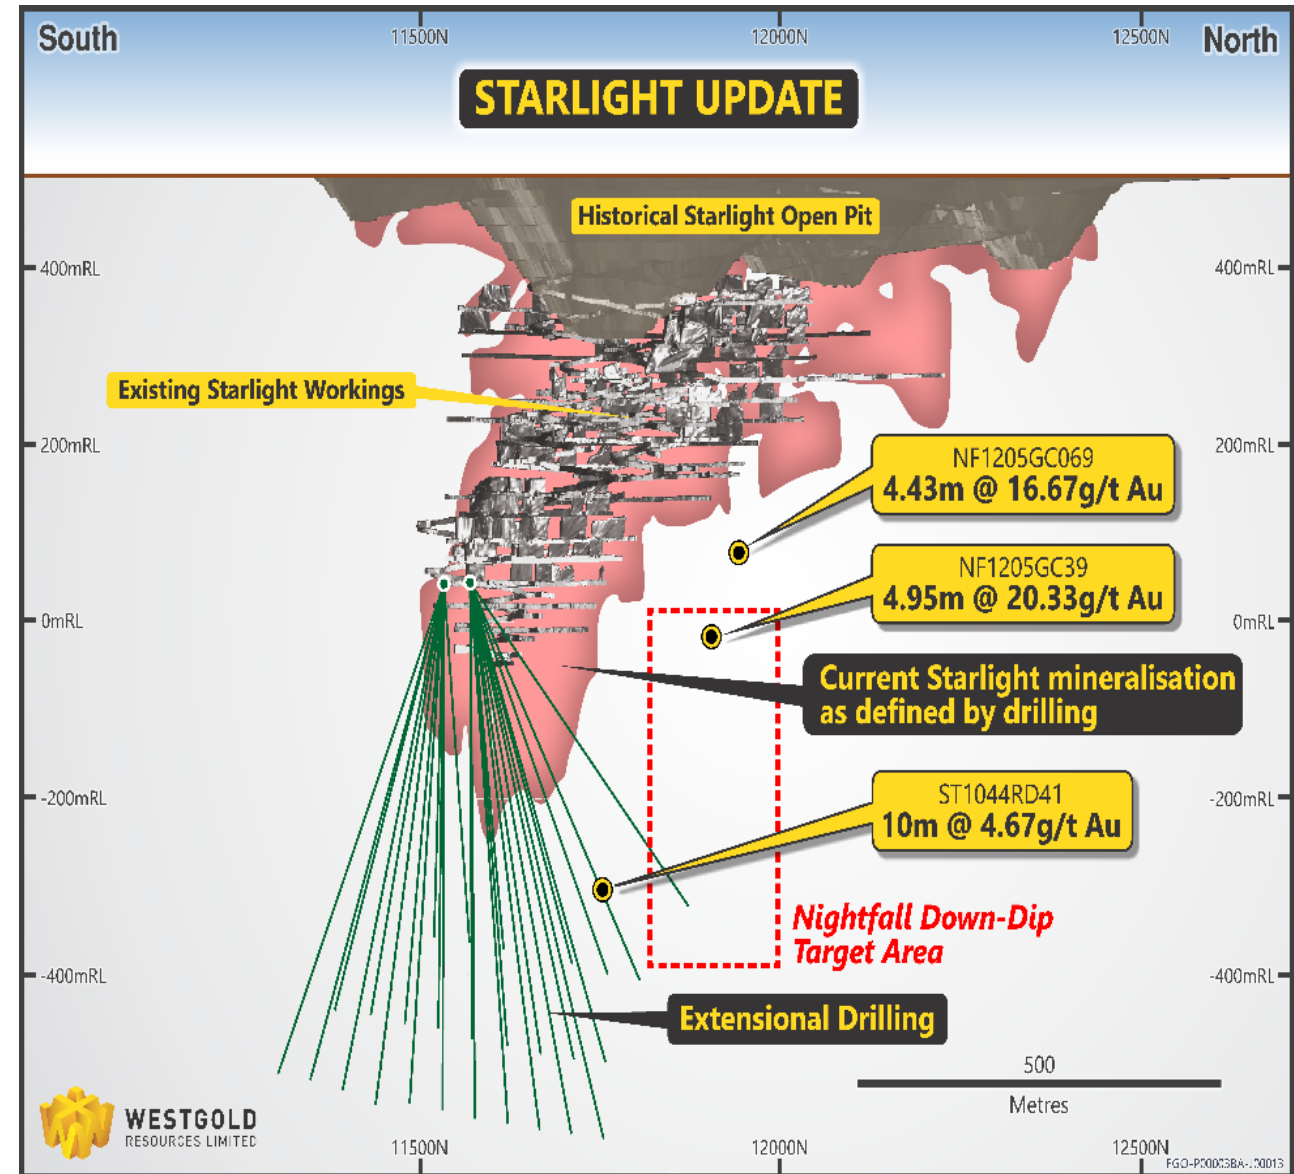 South
11500N
12000N
12500N
North
STARLIGHT UPDATE
Historical Starlight Open Pit
400mRL
400mRL
Existing Starlight Workings
200mRL
200mRL
NF1205GC069
4.43m @ 16.67g/t Au
NF1205GC39
4.95m @ 20.33g/t Au
0mRL
0mRL
Current Starlight mineralisation
as defined by drilling
-200mRL
-200mRL
ST1044RD41
10m @ 4.67g/t Au
Nightfall Down-Dip
Target Area
-400mRL
-400mRL
Extensional Drilling
500
Metres
WESTGOLD
RESOURCES LIMITED
11500N
12000N
12500N